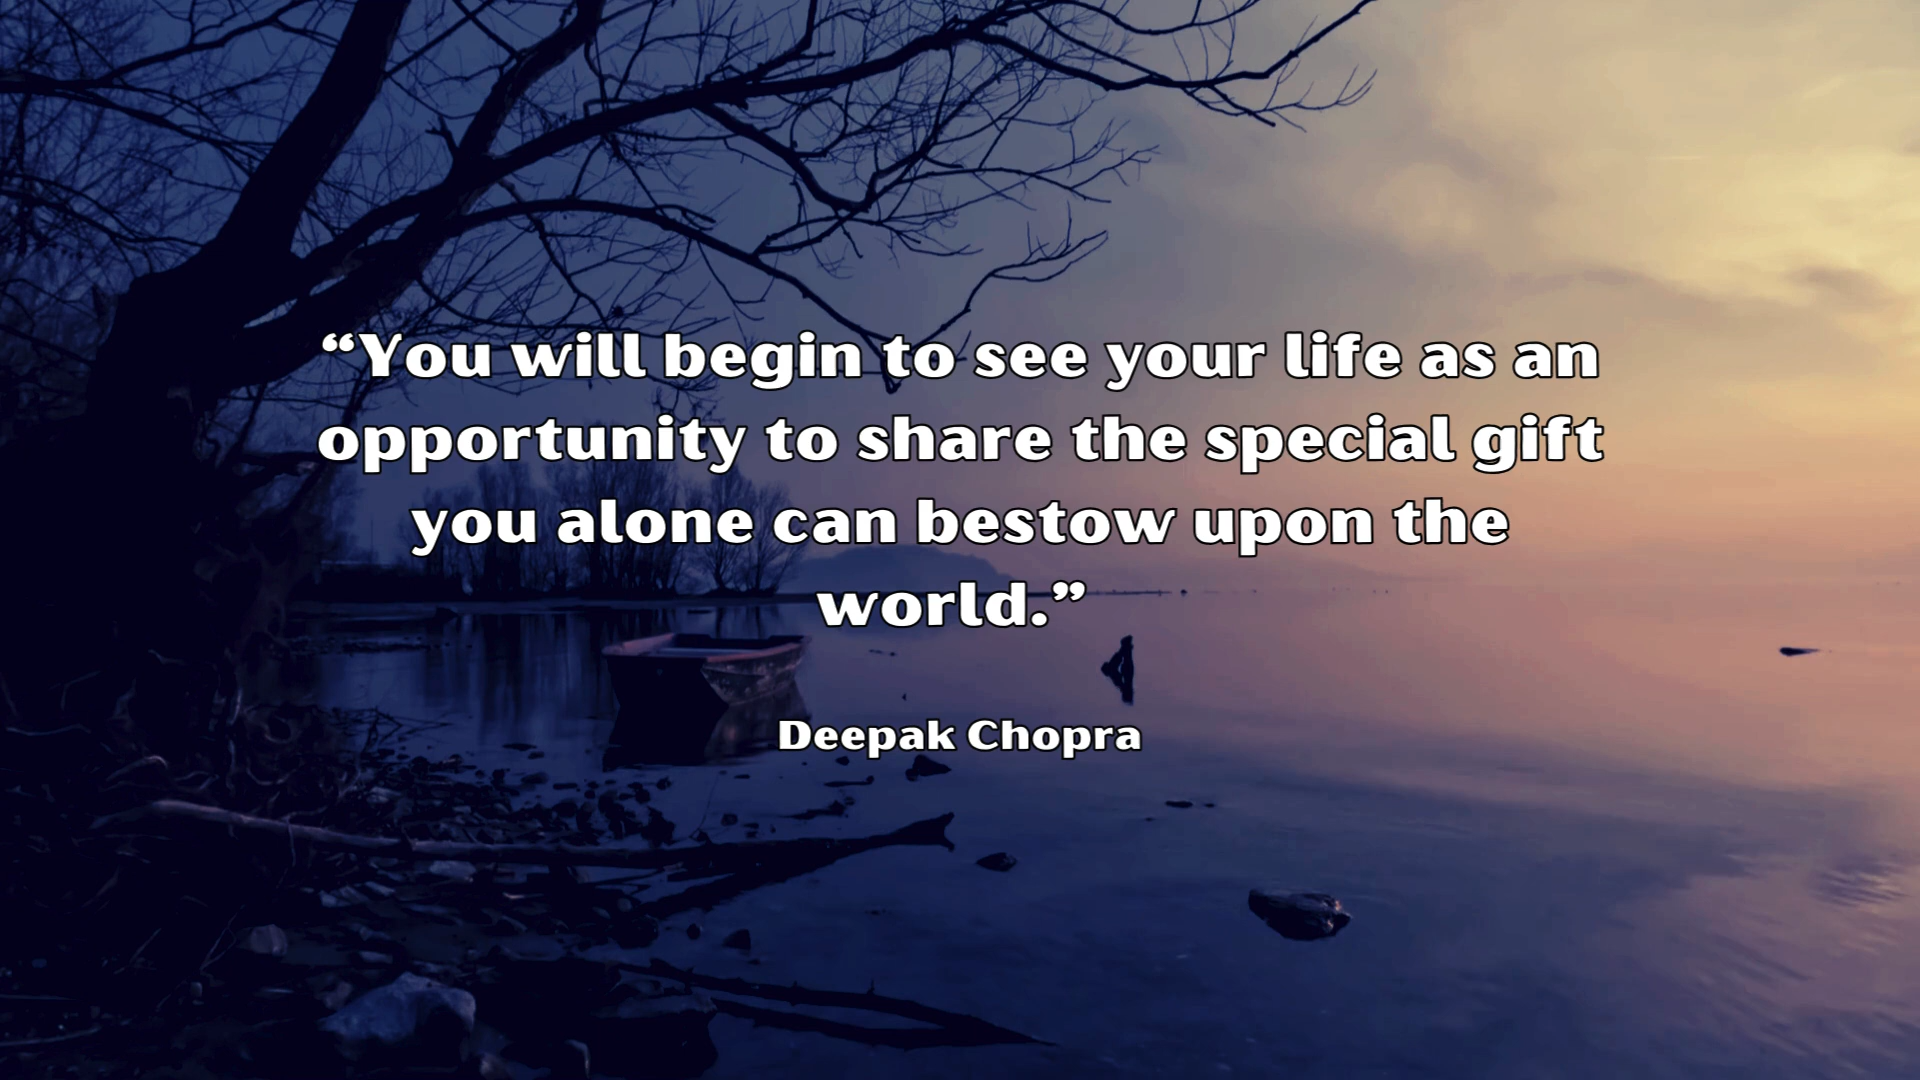 “You will begin to see your life as an
opportunity to share the special gift
you alone can bestow upon the
world.”
Deepak Chopra